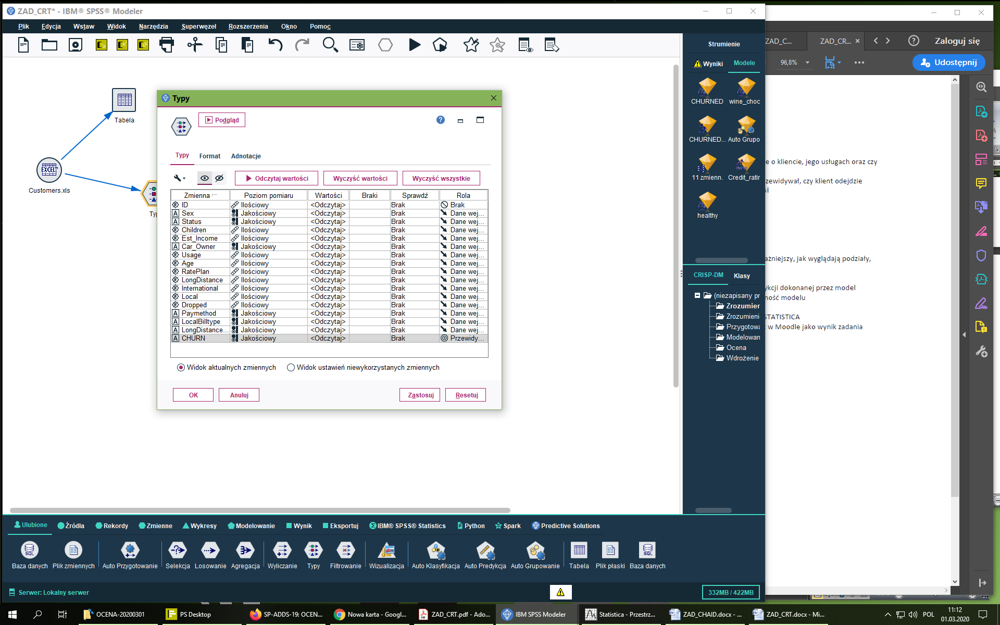 ZAD_CRT* - IBM® SPSS® Modeler
Plik Edycja Wstaw Widok Narzędzia Superwęzeł Rozszerzenia Okno Pomoc
ZAD_C... ZAD_CR... Zaloguj się
96,8% Udostępnij
Strumienie
Wyniki Modele
CHURNED wine_choc
CHURNED... Auto Grupo
11 zmienn. Credit_ratir
healthy
Tabela
EXCEL
Customers.xls
Typy
Podgląd
Typy Format Adnotacje
Odczytaj wartości Wyczyść wartości Wyczyść wszystkie
Zmienna Poziom pomiaru Wartości Braki Sprawdź Rola
ID Ilościowy <Odczytaj> Brak Brak
Sex Jakościowy <Odczytaj> Brak Dane wej...
Status Jakościowy <Odczytaj> Brak Dane wej...
Children Ilościowy <Odczytaj> Brak Dane wej...
Est_Income Ilościowy <Odczytaj> Brak Dane wej...
Car_Owner Jakościowy <Odczytaj> Brak Dane wej...
Usage Ilościowy <Odczytaj> Brak Dane wej...
Age Ilościowy <Odczytaj> Brak Dane wej...
RatePlan Ilościowy <Odczytaj> Brak Dane wej...
LongDistance Ilościowy <Odczytaj> Brak Dane wej...
International Ilościowy <Odczytaj> Brak Dane wej...
Local Ilościowy <Odczytaj> Brak Dane wej...
Dropped Ilościowy <Odczytaj> Brak Dane wej...
Paymethod Jakościowy <Odczytaj> Brak Dane wej...
LocalBilltype Jakościowy <Odczytaj> Brak Dane wej...
LongDistance... Jakościowy <Odczytaj> Brak Dane wej...
CHURN Jakościowy <Odczytaj> Brak Przewidy...
Widok aktualnych zmiennych Widok ustawień niewykorzystanych zmiennych
OK Anuluj Zastosuj Resetuj
e o kliencie, jego usługach oraz czy
zewidywał, czy klient odejdzie
ol
ażniejszy, jak wyglądają podziały,
ykcji dokonanej przez model
ność modelu
STATISTICA
w Moodle jako wynik zadania
CRISP-DM Klasy
(niezapisany pr
Zrozumier
Zrozumieni
Przygotowa
Modelowan
Ocena
Wdrożenie
Ulubione Źródła Rekordy Zmienne Wykresy Modelowanie Wynik Eksportuj IBM® SPSS® Statistics Python Spark Predictive Solutions
Baza danych Plik zmiennych Auto Przygotowanie Selekcja Losowanie Agregacja Wyliczanie Typy Filtrowanie Wizualizacja Auto Klasyfikacja Auto Predykcja Auto Grupowanie Tabela Plik płaski Baza danych
Serwer: Lokalny serwer 332MB / 422MB
OCENA-20200301 PS Desktop SP-ADDS-19: OCEN... Nowa karta - Googl... ZAD_CRT.pdf - Ado... IBM SPSS Modeler Statistica - Przestrz... ZAD_CHAID.docx - ... ZAD_CRT.docx - Mi... POL 11:12
01.03.2020